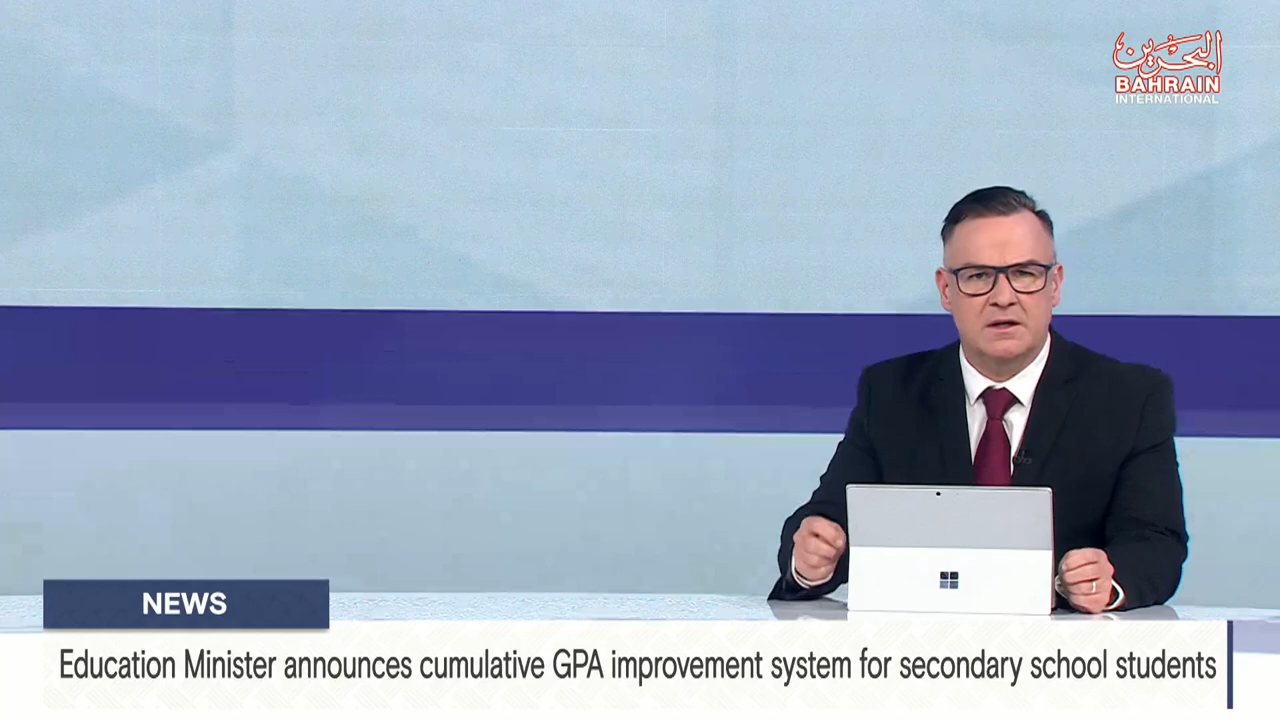 البحرين
BAHRAIN
INTERNATIONAL
NEWS
Education Minister announces cumulative GPA improvement system for secondary school students